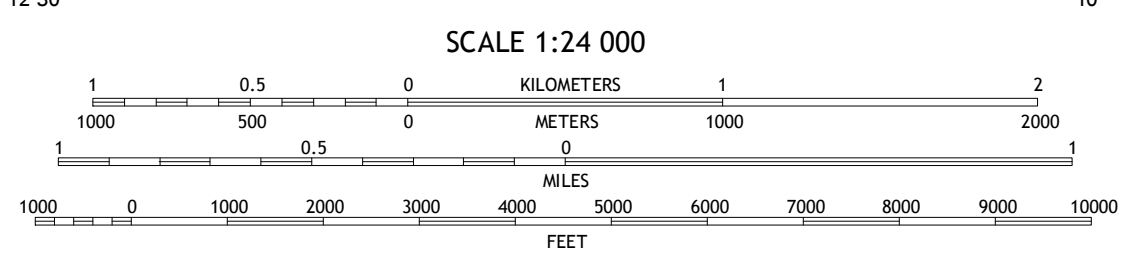 12'30"
10'
SCALE 1:24 000
1 0.5 0 KILOMETERS 1 2
1000 500 0 METERS 1000 2000
1 0.5 0 1
MILES
1000 0 1000 2000 3000 4000 5000 6000 7000 8000 9000 10000
FEET